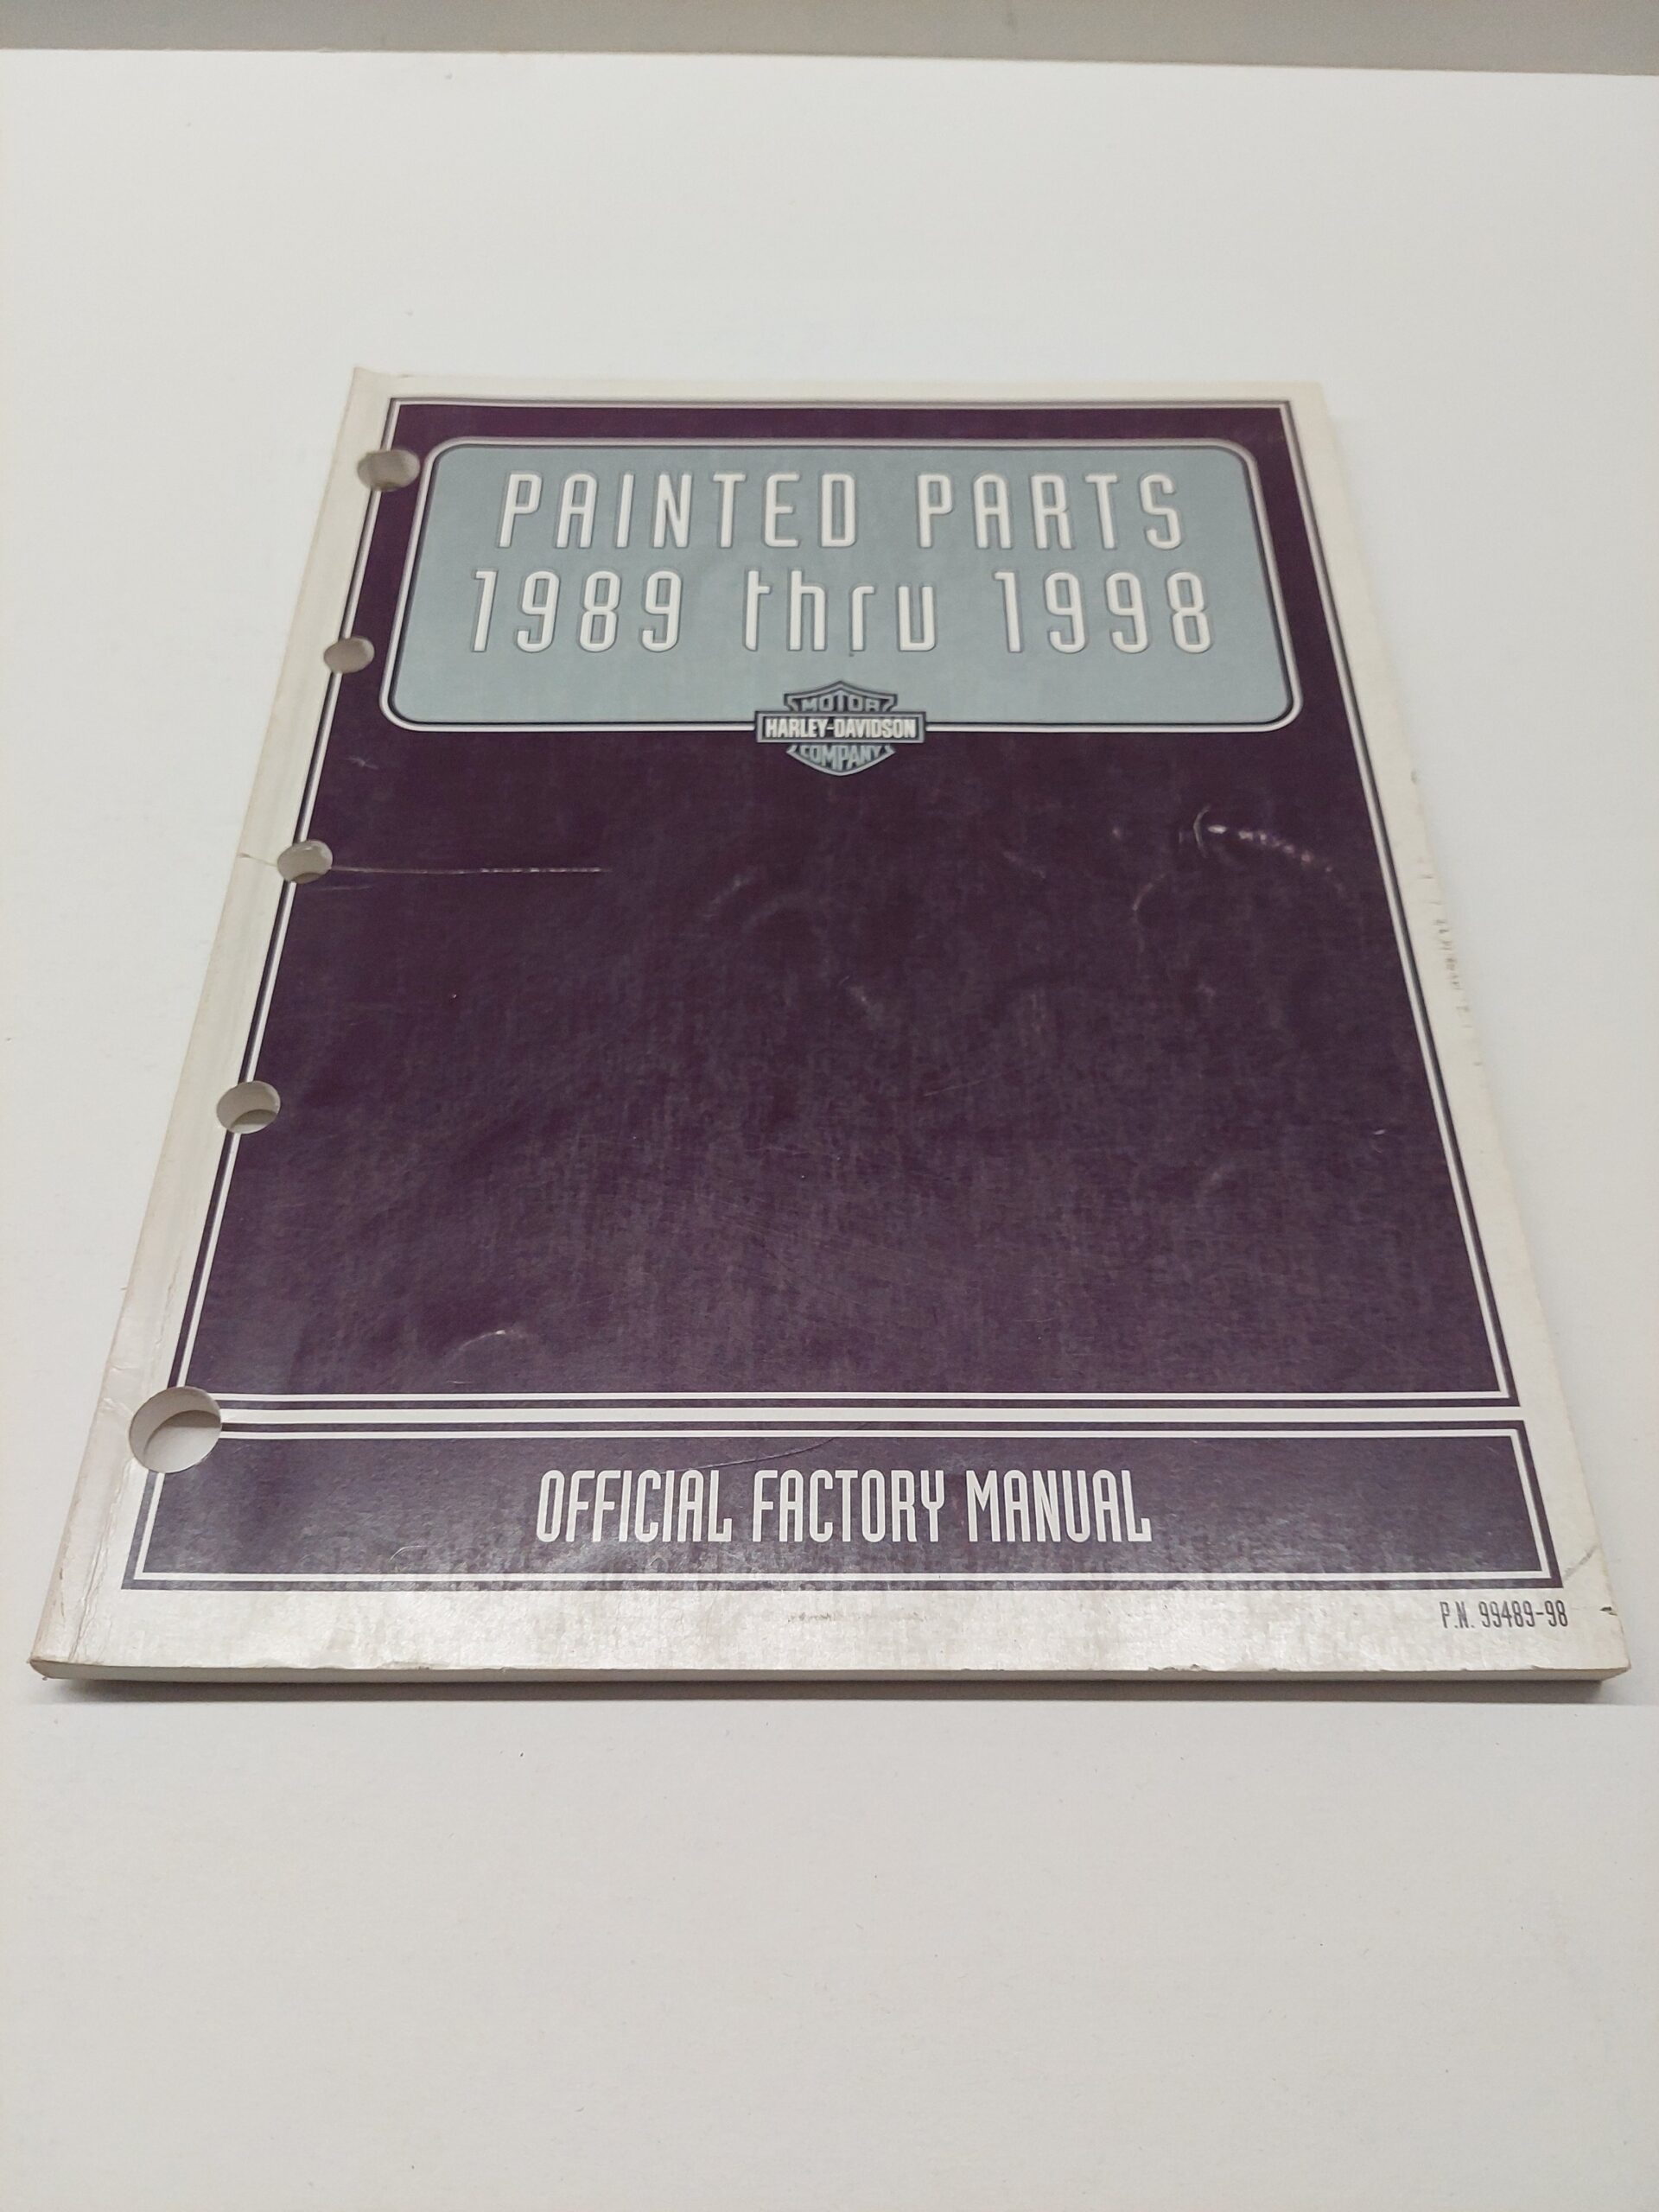 PAINTED PARTS
1989 thru 1998
MOTOR
HARLEY-DAVIDSON
COMPANY
OFFICIAL FACTORY MANUAL
P.N. 99489-98